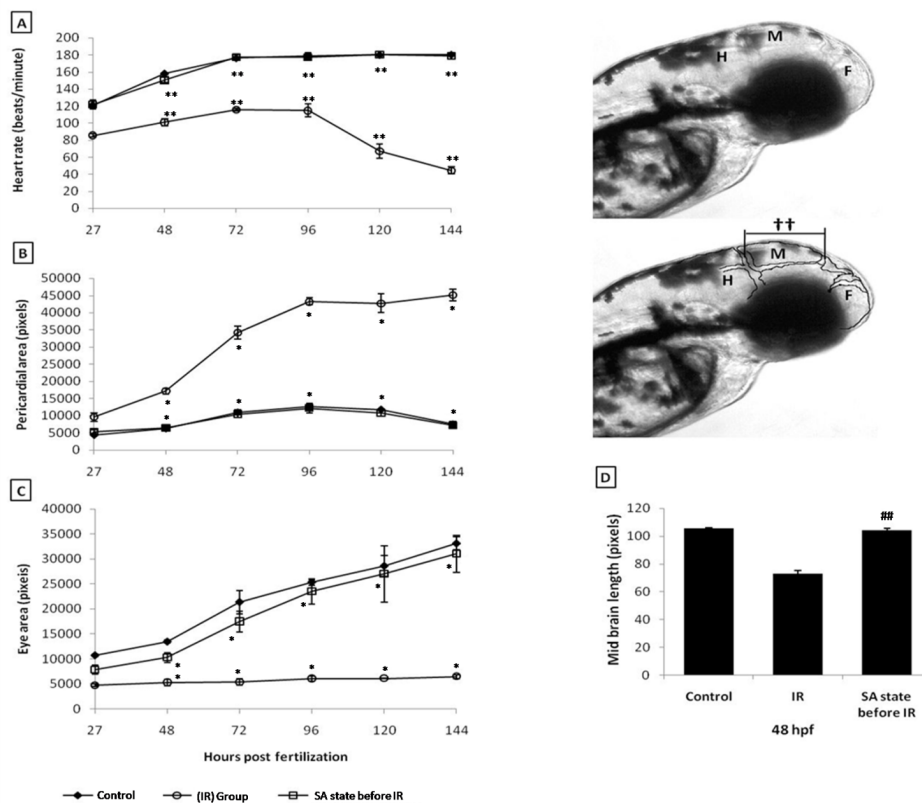 A
Heart rate (beats/minute)
200
180
160
140
120
100
80
60
40
20
0
** ** ** ** **
** ** ** ** **
27 48 72 96 120 144
H M F
B
Pericardial area (pixels)
50000
45000
40000
35000
30000
25000
20000
15000
10000
5000
0
* * * * *
* * * * *
27 48 72 96 120 144
††
H M F
C
Eye area (pixeis)
40000
35000
30000
25000
20000
15000
10000
5000
0
* * * * *
* * * * *
27 48 72 96 120 144
Hours post fertilization
Control (IR) Group SA state before IR
D
Mid brain length (pixels)
120
100
80
60
40
20
0
##
Control IR SA state
before IR
48 hpf